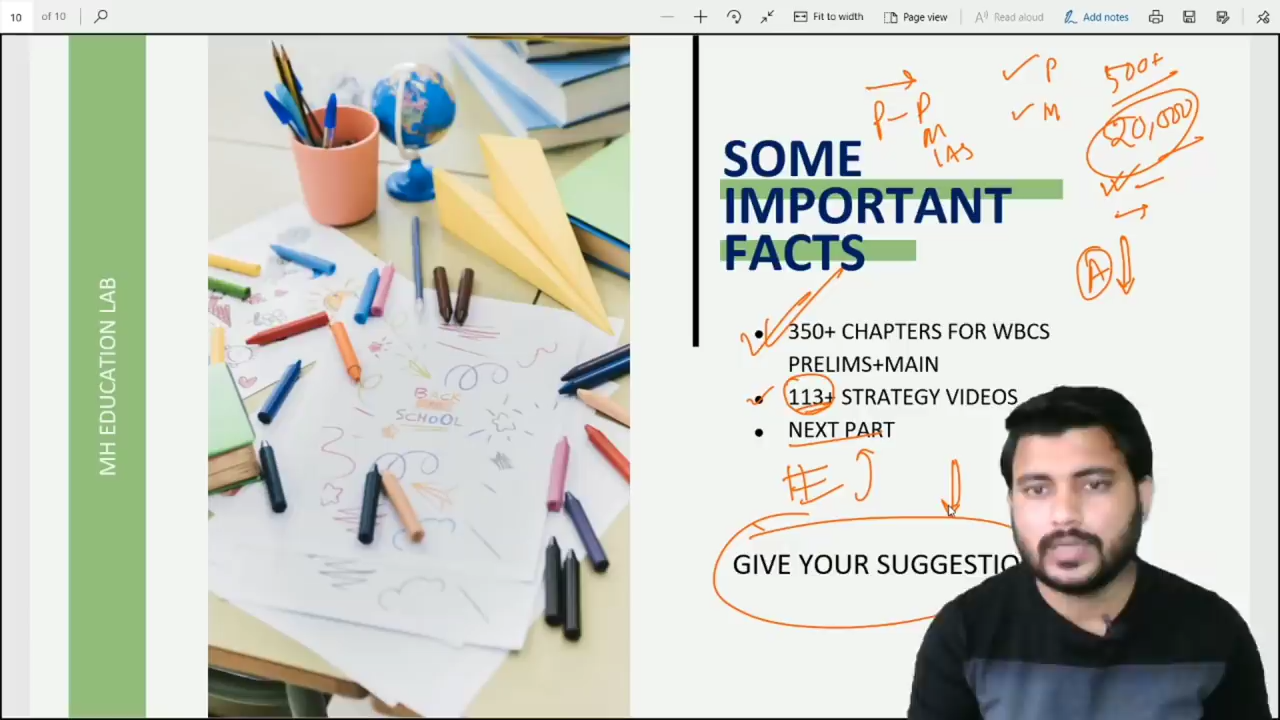 10 of 10
Fit to width
Page view
Read aloud
Add notes
MH EDUCATION LAB
BACK
SCHOOL
P - P
M
IAS
P
M
500+
20,000
A
SOME
IMPORTANT
FACTS
350+ CHAPTERS FOR WBCS
PRELIMS+MAIN
113+ STRATEGY VIDEOS
NEXT PART
GIVE YOUR SUGGESTIO